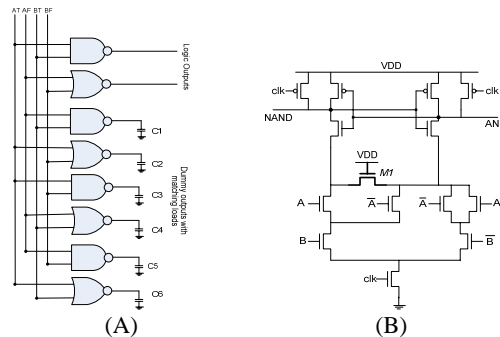 AT AF BT BF
Logic Outputs
C1
C2
Dummy outputs with
matching loads
C3
C4
C5
C6
(A)
VDD
clk
clk
NAND
AN
VDD
M1
A
A
A
A
B
B
clk
(B)